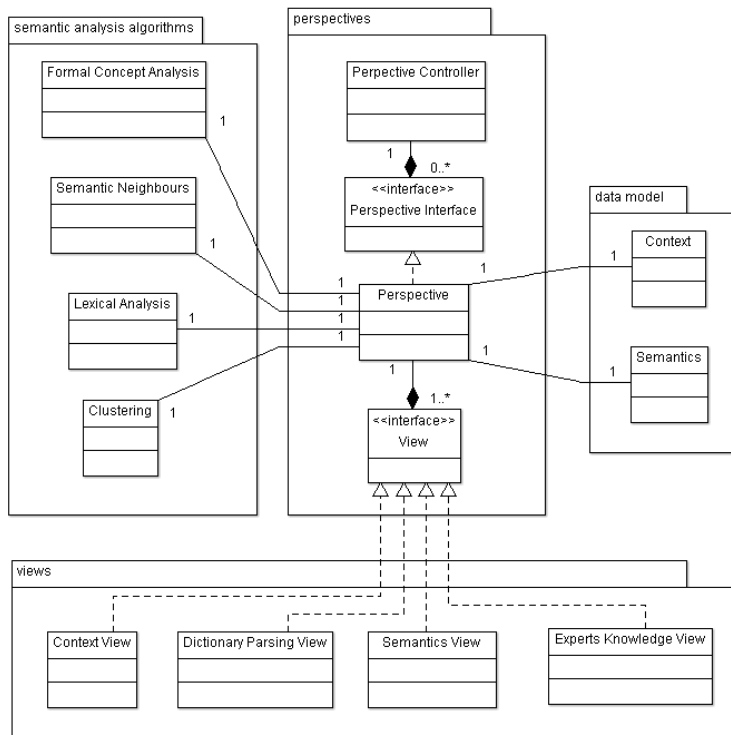 semantic analysis algorithms
Formal Concept Analysis
1
Semantic Neighbours
1
Lexical Analysis
1
Clustering
1
perspectives
Perpective Controller
1
0..*
<<interface>>
Perspective Interface
1
1
1
1
Perspective
1
1
1
1..*
<<interface>>
View
data model
Context
1
Semantics
1
views
Context View
Dictionary Parsing View
Semantics View
Experts Knowledge View